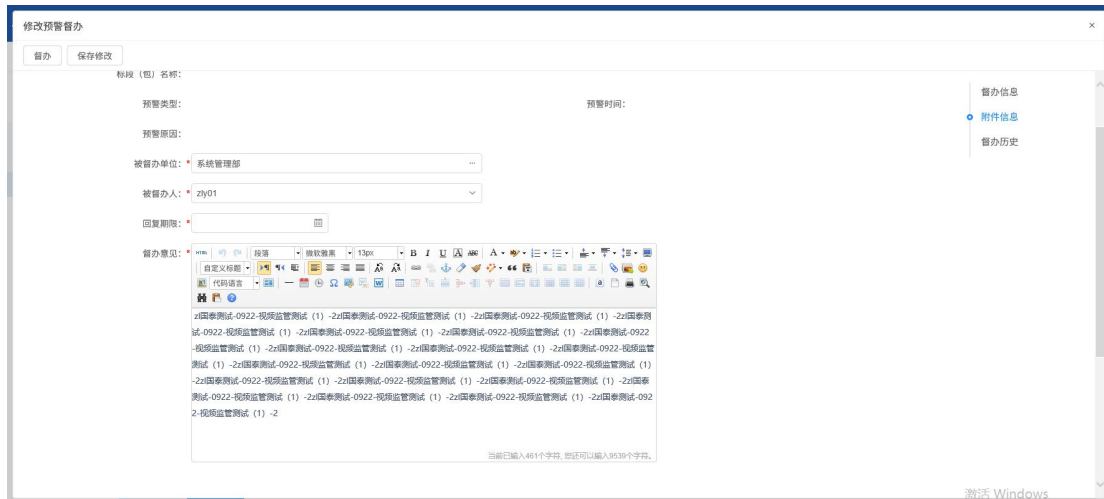 修改预警督办
×
督办 保存修改
标段（包）名称：
预警类型： 预警时间：
预警原因：
被督办单位：* 系统管理部 ...
被督办人：* zly01
回复期限：*
督办意见：* HTML 段落 微软雅黑 13px B I U A ABC A
自定义标题
代码语言
zl国泰测试-0922-视频监管测试（1）-2zl国泰测试-0922-视频监管测试（1）-2zl国泰测试-0922-视频监管测试（1）-2zl国泰测
试-0922-视频监管测试（1）-2zl国泰测试-0922-视频监管测试（1）-2zl国泰测试-0922-视频监管测试（1）-2zl国泰测试-0922
-视频监管测试（1）-2zl国泰测试-0922-视频监管测试（1）-2zl国泰测试-0922-视频监管测试（1）-2zl国泰测试-0922-视频监管
测试（1）-2zl国泰测试-0922-视频监管测试（1）-2zl国泰测试-0922-视频监管测试（1）-2zl国泰测试-0922-视频监管测试（1）
-2zl国泰测试-0922-视频监管测试（1）-2zl国泰测试-0922-视频监管测试（1）-2zl国泰测试-0922-视频监管测试（1）-2zl国泰
测试-0922-视频监管测试（1）-2zl国泰测试-0922-视频监管测试（1）-2zl国泰测试-0922-视频监管测试（1）-2zl国泰测试-092
2-视频监管测试（1）-2
当前已输入461个字符, 您还可以输入9539个字符。
督办信息
附件信息
督办历史
激活 Windows